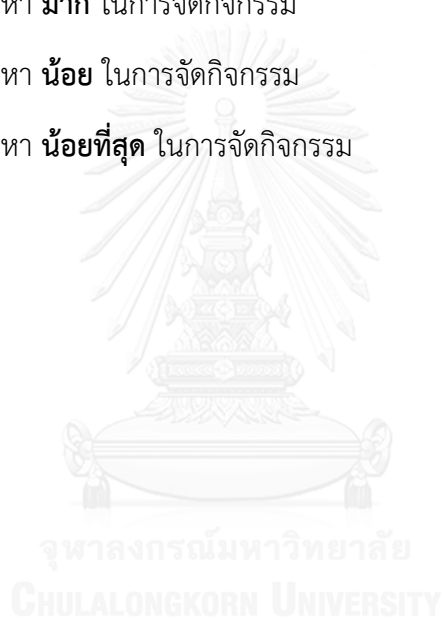 หา มาก ในการจัดกิจกรรม
หา น้อย ในการจัดกิจกรรม
หา น้อยที่สุด ในการจัดกิจกรรม
จุฬาลงกรณ์มหาวิทยาลัย
CHULALONGKORN UNIVERSITY